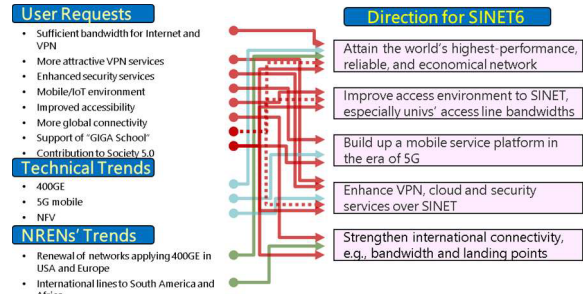 User Requests
• Sufficient bandwidth for Internet and
VPN
• More attractive VPN services
• Enhanced security services
• Mobile/IoT environment
• Improved accessibility
• More global connectivity
• Support of "GIGA School"
• Contribution to Society 5.0
Technical Trends
• 400GE
• 5G mobile
• NFV
NRENs' Trends
• Renewal of networks applying 400GE in
USA and Europe
• International lines to South America and
Africa
Direction for SINET6
Attain the world's highest-performance,
reliable, and economical network
Improve access environment to SINET,
especially univs' access line bandwidths
Build up a mobile service platform in
the era of 5G
Enhance VPN, cloud and security
services over SINET
Strengthen international connectivity,
e.g., bandwidth and landing points